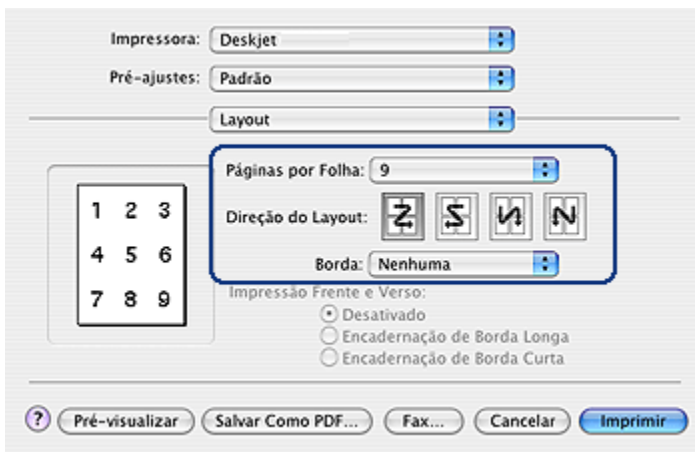 Impressora: Deskjet
Pré-ajustes: Padrão
Layout
Páginas por Folha: 9
1 2 3
4 5 6
7 8 9
Direção do Layout:
Borda: Nenhuma
Impressão Frente e Verso:
Desativado
Encadernação de Borda Longa
Encadernação de Borda Curta
? Pré-visualizar Salvar Como PDF... Fax... Cancelar Imprimir